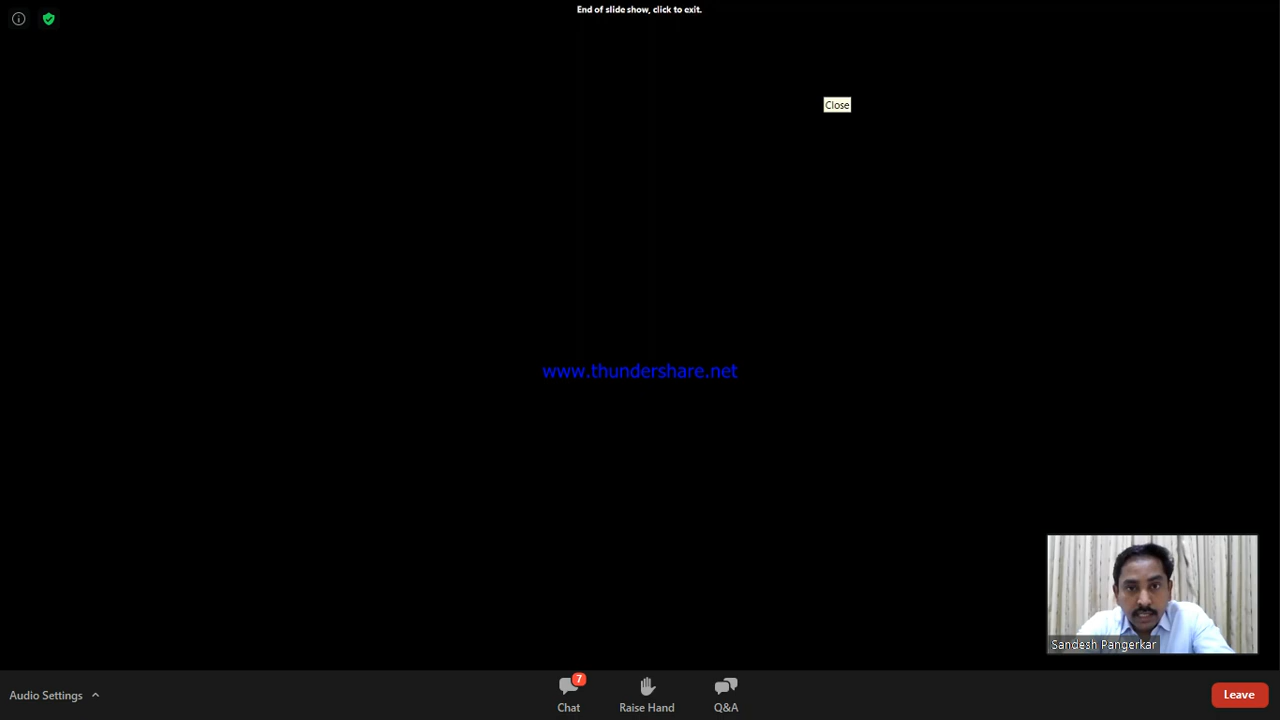 End of slide show, click to exit.
Close
www.thundershare.net
Sandesh Pangerkar
Audio Settings
7
Chat
Raise Hand
Q&A
Leave